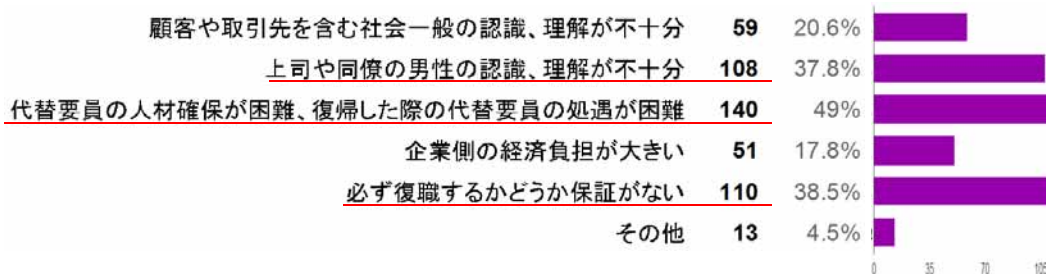 顧客や取引先を含む社会一般の認識、理解が不十分 59 20.6%
上司や同僚の男性の認識、理解が不十分 108 37.8%
代替要員の人材確保が困難、復帰した際の代替要員の処遇が困難 140 49%
企業側の経済負担が大きい 51 17.8%
必ず復職するかどうか保証がない 110 38.5%
その他 13 4.5%
0 35 70 105